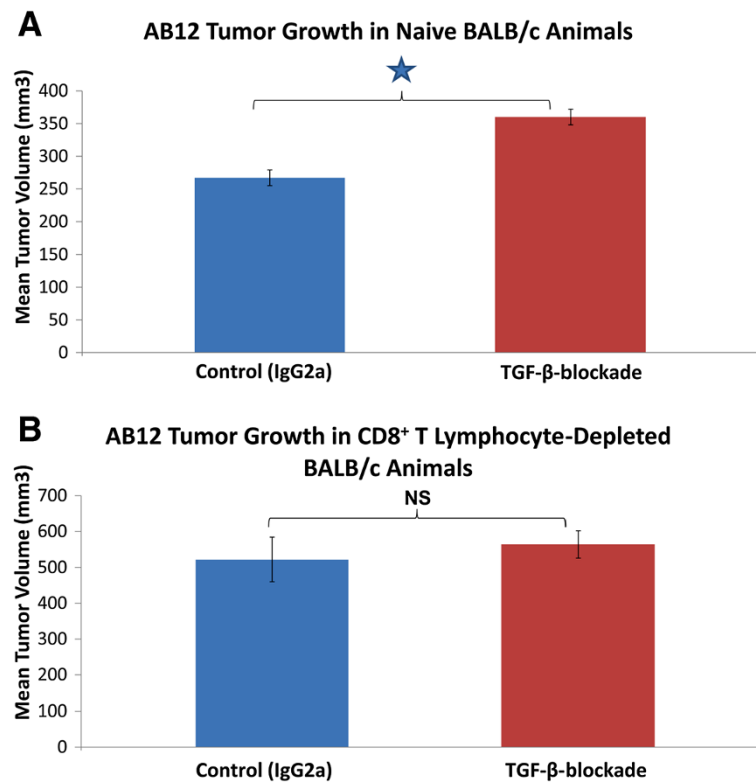 A
AB12 Tumor Growth in Naive BALB/c Animals
Mean Tumor Volume (mm3)
400
350
300
250
200
150
100
50
0
Control (IgG2a)
TGF-β-blockade
B
AB12 Tumor Growth in CD8⁺ T Lymphocyte-Depleted
BALB/c Animals
NS
Mean Tumor Volume (mm3)
700
600
500
400
300
200
100
0
Control (IgG2a)
TGF-β-blockade